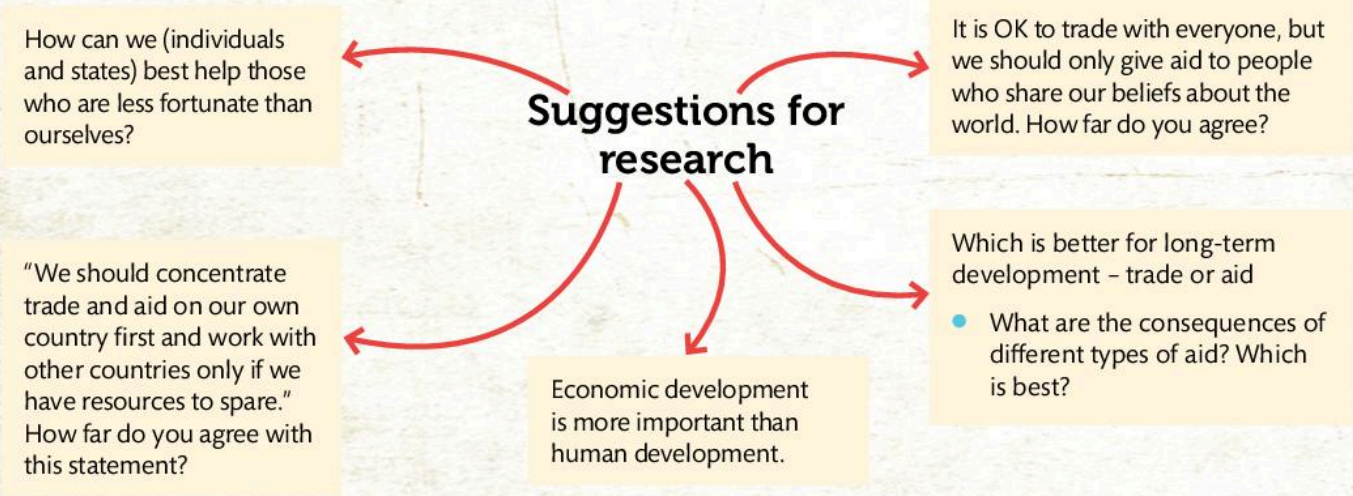 How can we (individuals
and states) best help those
who are less fortunate than
ourselves?
Suggestions for
research
It is OK to trade with everyone, but
we should only give aid to people
who share our beliefs about the
world. How far do you agree?
"We should concentrate
trade and aid on our own
country first and work with
other countries only if we
have resources to spare."
How far do you agree with
this statement?
Economic development
is more important than
human development.
Which is better for long-term
development – trade or aid
● What are the consequences of
different types of aid? Which
is best?